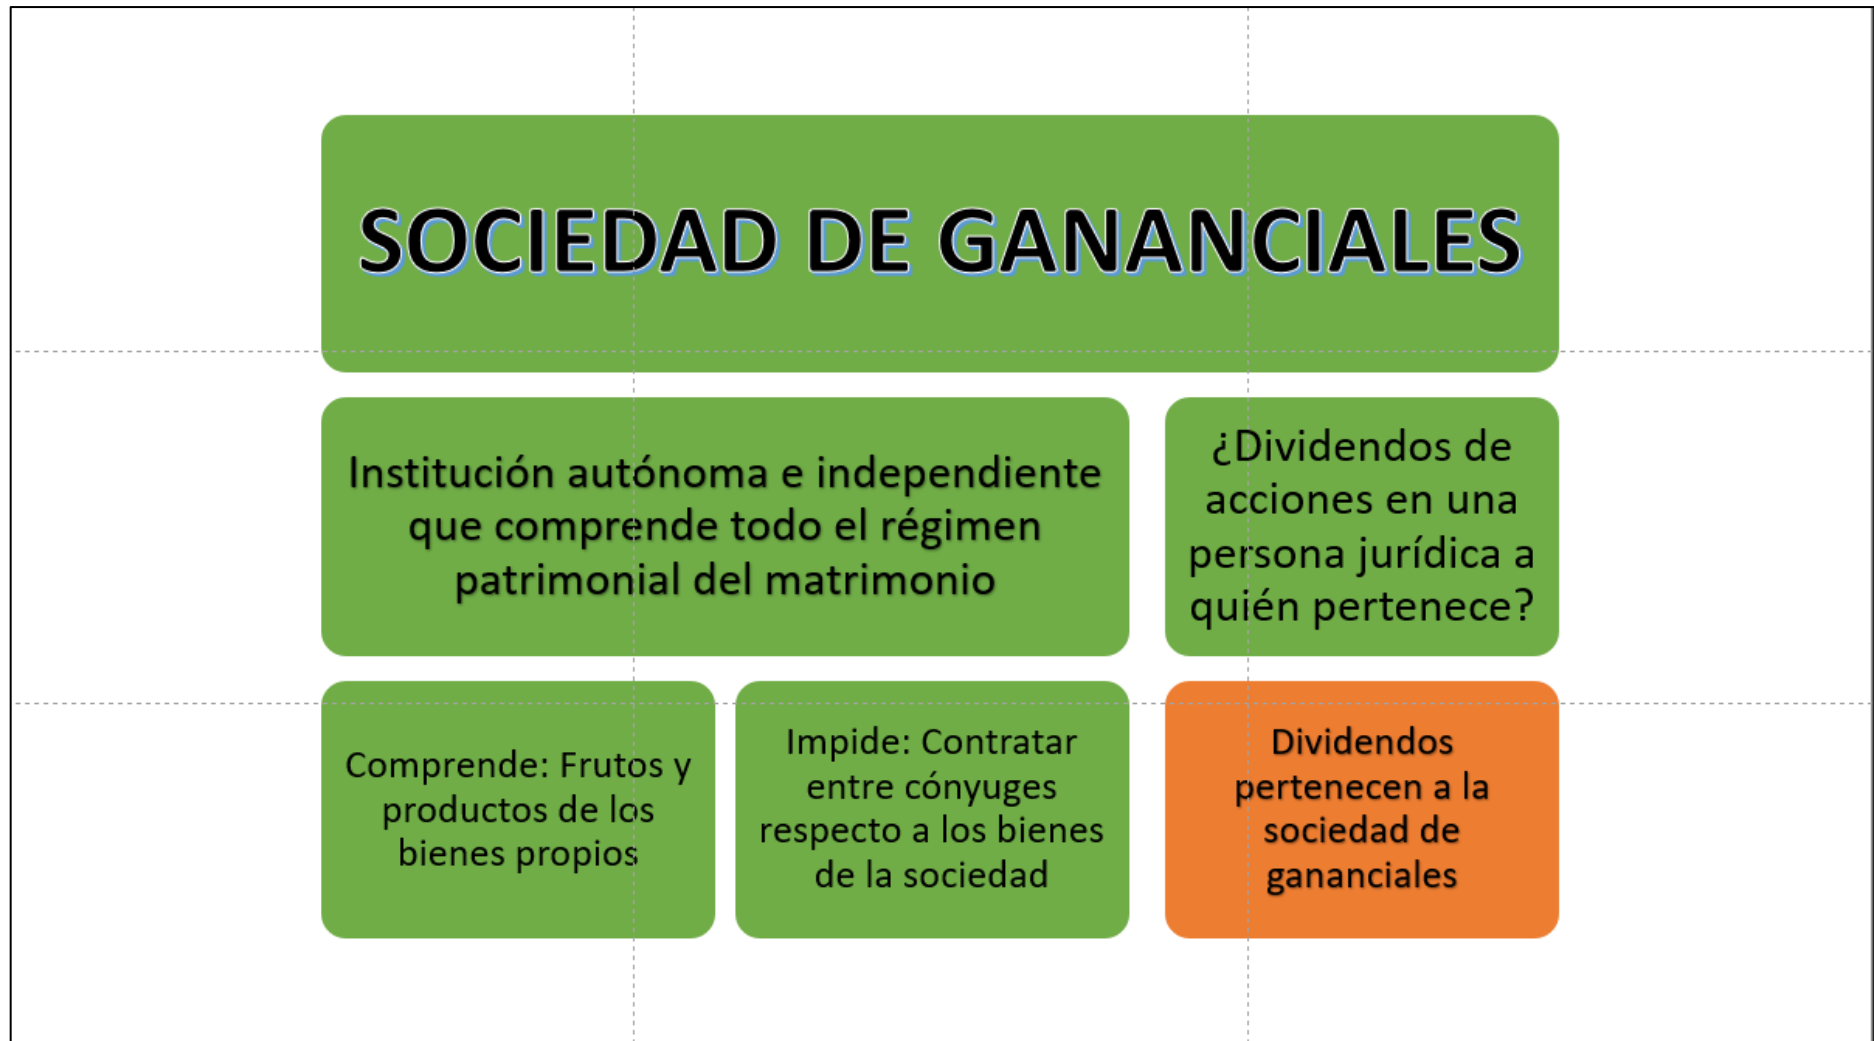 SOCIEDAD DE GANANCIALES
Institución autónoma e independiente
que comprende todo el régimen
patrimonial del matrimonio
¿Dividendos de
acciones en una
persona jurídica a
quién pertenece?
Comprende: Frutos y
productos de los
bienes propios
Impide: Contratar
entre cónyuges
respecto a los bienes
de la sociedad
Dividendos
pertenecen a la
sociedad de
gananciales